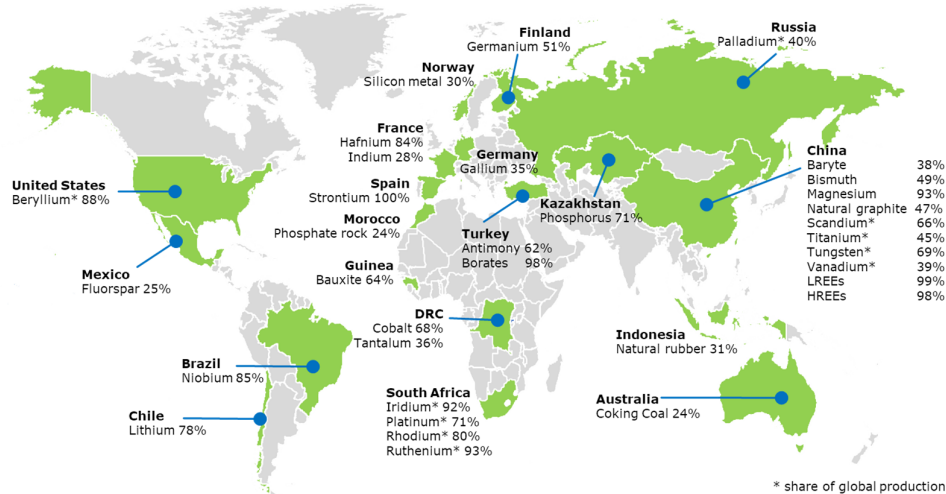 Finland
Germanium 51%
Russia
Palladium* 40%
Norway
Silicon metal 30%
France
Hafnium 84%
Indium 28%
Germany
Gallium 35%
China
Baryte 38%
Bismuth 49%
Magnesium 93%
Natural graphite 47%
Scandium* 66%
Titanium* 45%
Tungsten* 69%
Vanadium* 39%
LREEs 99%
HREEs 98%
United States
Beryllium* 88%
Spain
Strontium 100%
Kazakhstan
Phosphorus 71%
Morocco
Phosphate rock 24%
Turkey
Antimony 62%
Borates 98%
Mexico
Fluorspar 25%
Guinea
Bauxite 64%
DRC
Cobalt 68%
Tantalum 36%
Indonesia
Natural rubber 31%
Brazil
Niobium 85%
South Africa
Iridium* 92%
Platinum* 71%
Rhodium* 80%
Ruthenium* 93%
Australia
Coking Coal 24%
Chile
Lithium 78%
* share of global production